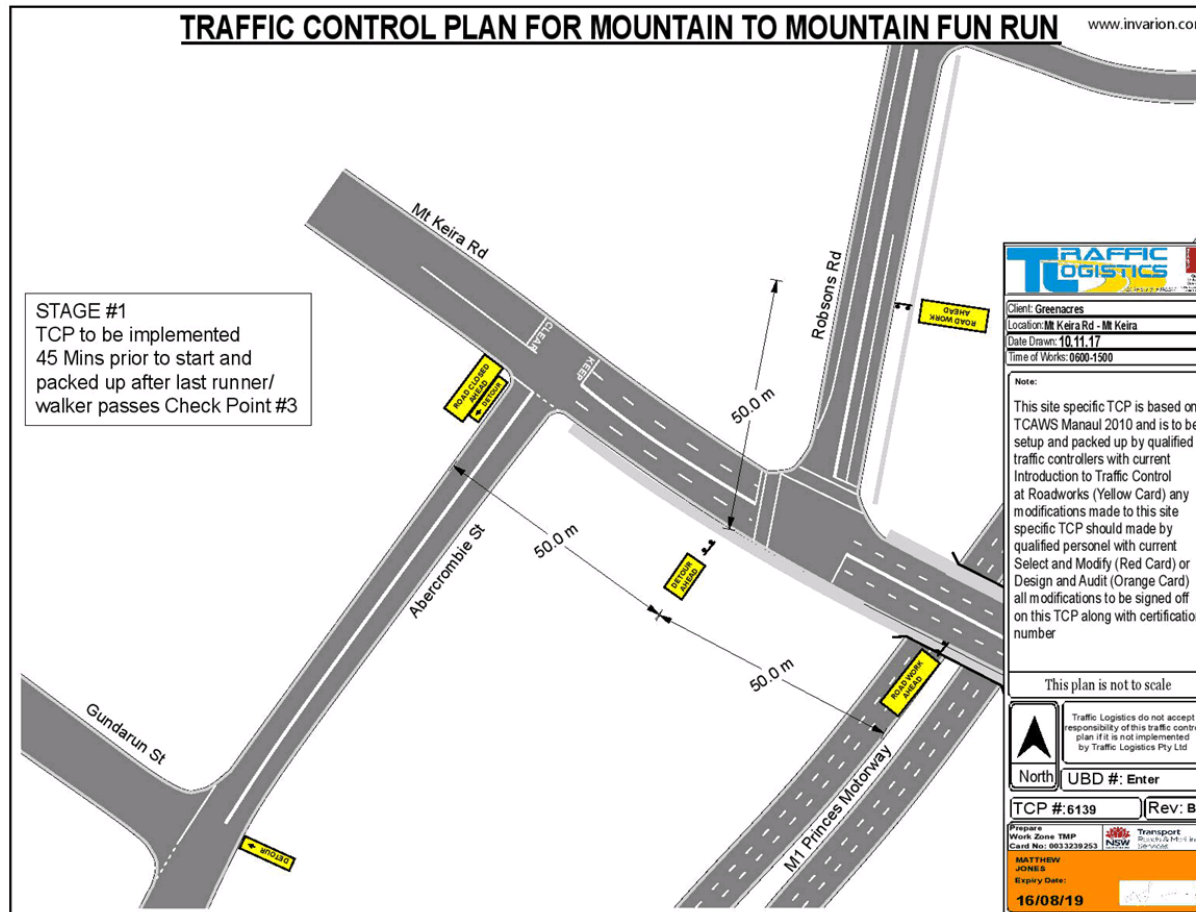 TRAFFIC CONTROL PLAN FOR MOUNTAIN TO MOUNTAIN FUN RUN
www.invarion.com
STAGE #1
TCP to be implemented
45 Mins prior to start and
packed up after last runner/
walker passes Check Point #3
Mt Keira Rd
Robsons Rd
CLEAR
KEEP
ROAD WORK
AHEAD
ROAD CLOSED
AHEAD
DETOUR
50.0 m
50.0 m
Abercrombie St
DETOUR
AHEAD
50.0 m
ROAD WORK
AHEAD
M1 Princes Motorway
Gundarun St
DETOUR
TRAFFIC
LOGISTICS
Client: Greenacres
Location: Mt Keira Rd - Mt Keira
Date Drawn: 10.11.17
Time of Works: 0600-1500
Note:
This site specific TCP is based on
TCAWS Manaul 2010 and is to be
setup and packed up by qualified
traffic controllers with current
Introduction to Traffic Control
at Roadworks (Yellow Card) any
modifications made to this site
specific TCP should made by
qualified personel with current
Select and Modify (Red Card) or
Design and Audit (Orange Card)
all modifications to be signed off
on this TCP along with certification
number
This plan is not to scale
North
Traffic Logistics do not accept
responsibility of this traffic control
plan if it is not implemented
by Traffic Logistics Pty Ltd
UBD #: Enter
TCP #: 6139
Rev: B
Prepare
Work Zone TMP
Card No: 0033239253
NSW
Transport
Roads & Maritime
Services
MATTHEW
JONES
Expiry Date:
16/08/19